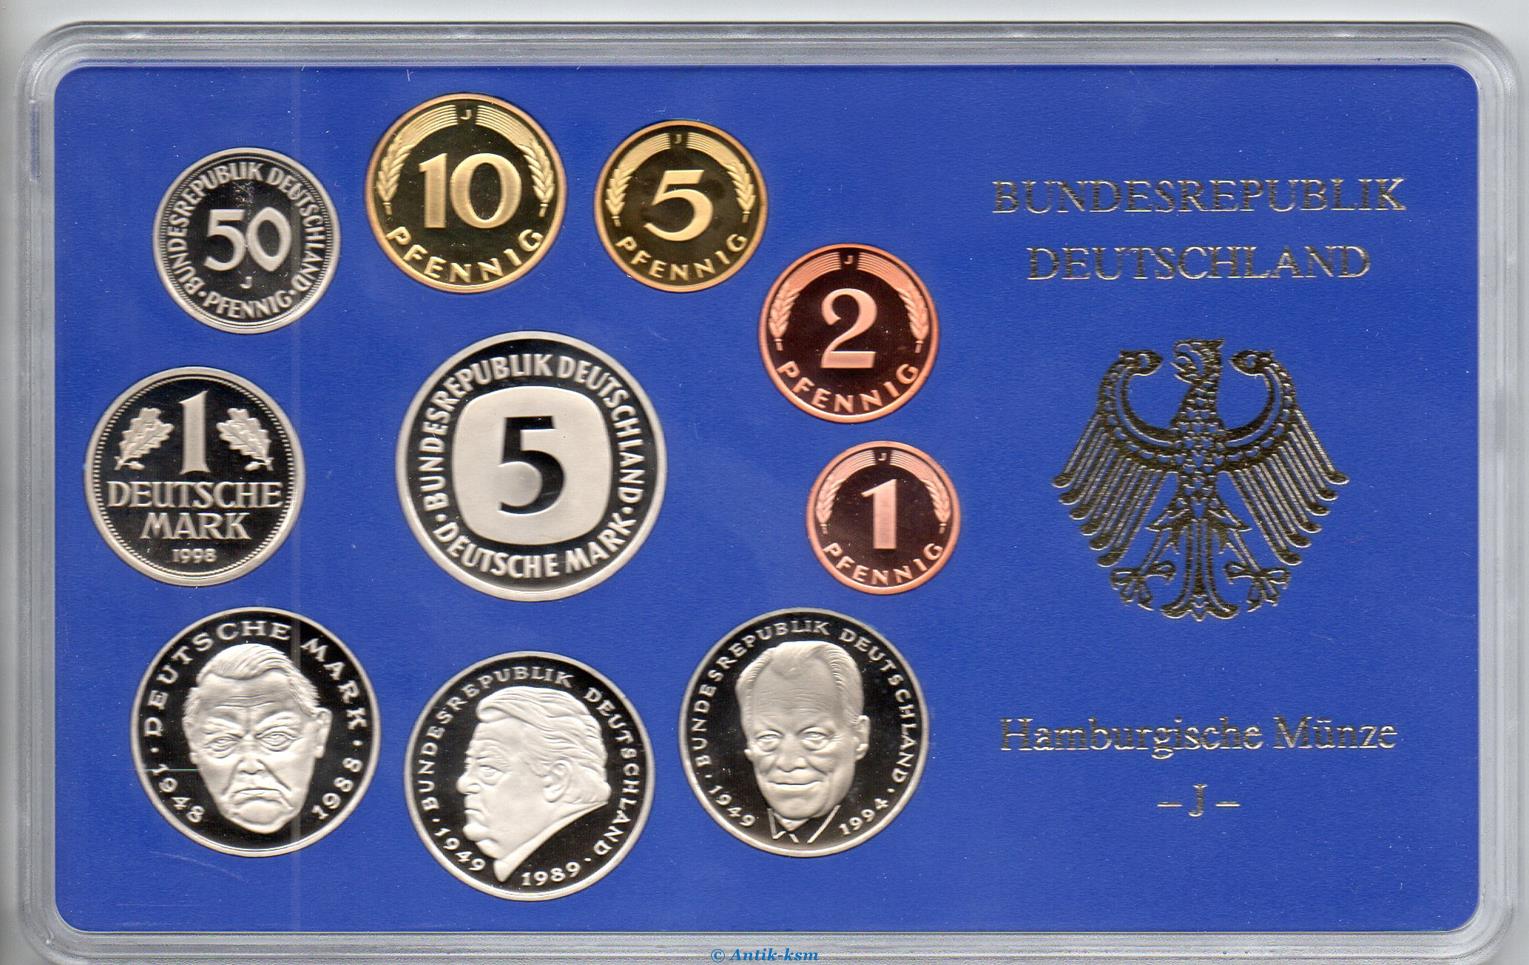 J
10
PFENNIG
J
5
PFENNIG
BUNDESREPUBLIK DEUTSCHLAND
50
J
PFENNIG
J
2
PFENNIG
BUNDESREPUBLIK
DEUTSCHLAND
1
DEUTSCHE
MARK
1998
BUNDESREPUBLIK DEUTSCHLAND
5
DEUTSCHE MARK
J
1
PFENNIG
DEUTSCHE MARK
1948 1988
BUNDESREPUBLIK DEUTSCHLAND
1949 1989
BUNDESREPUBLIK DEUTSCHLAND
1949 1994
Hamburgische Münze
– J –
© Antik-ksm